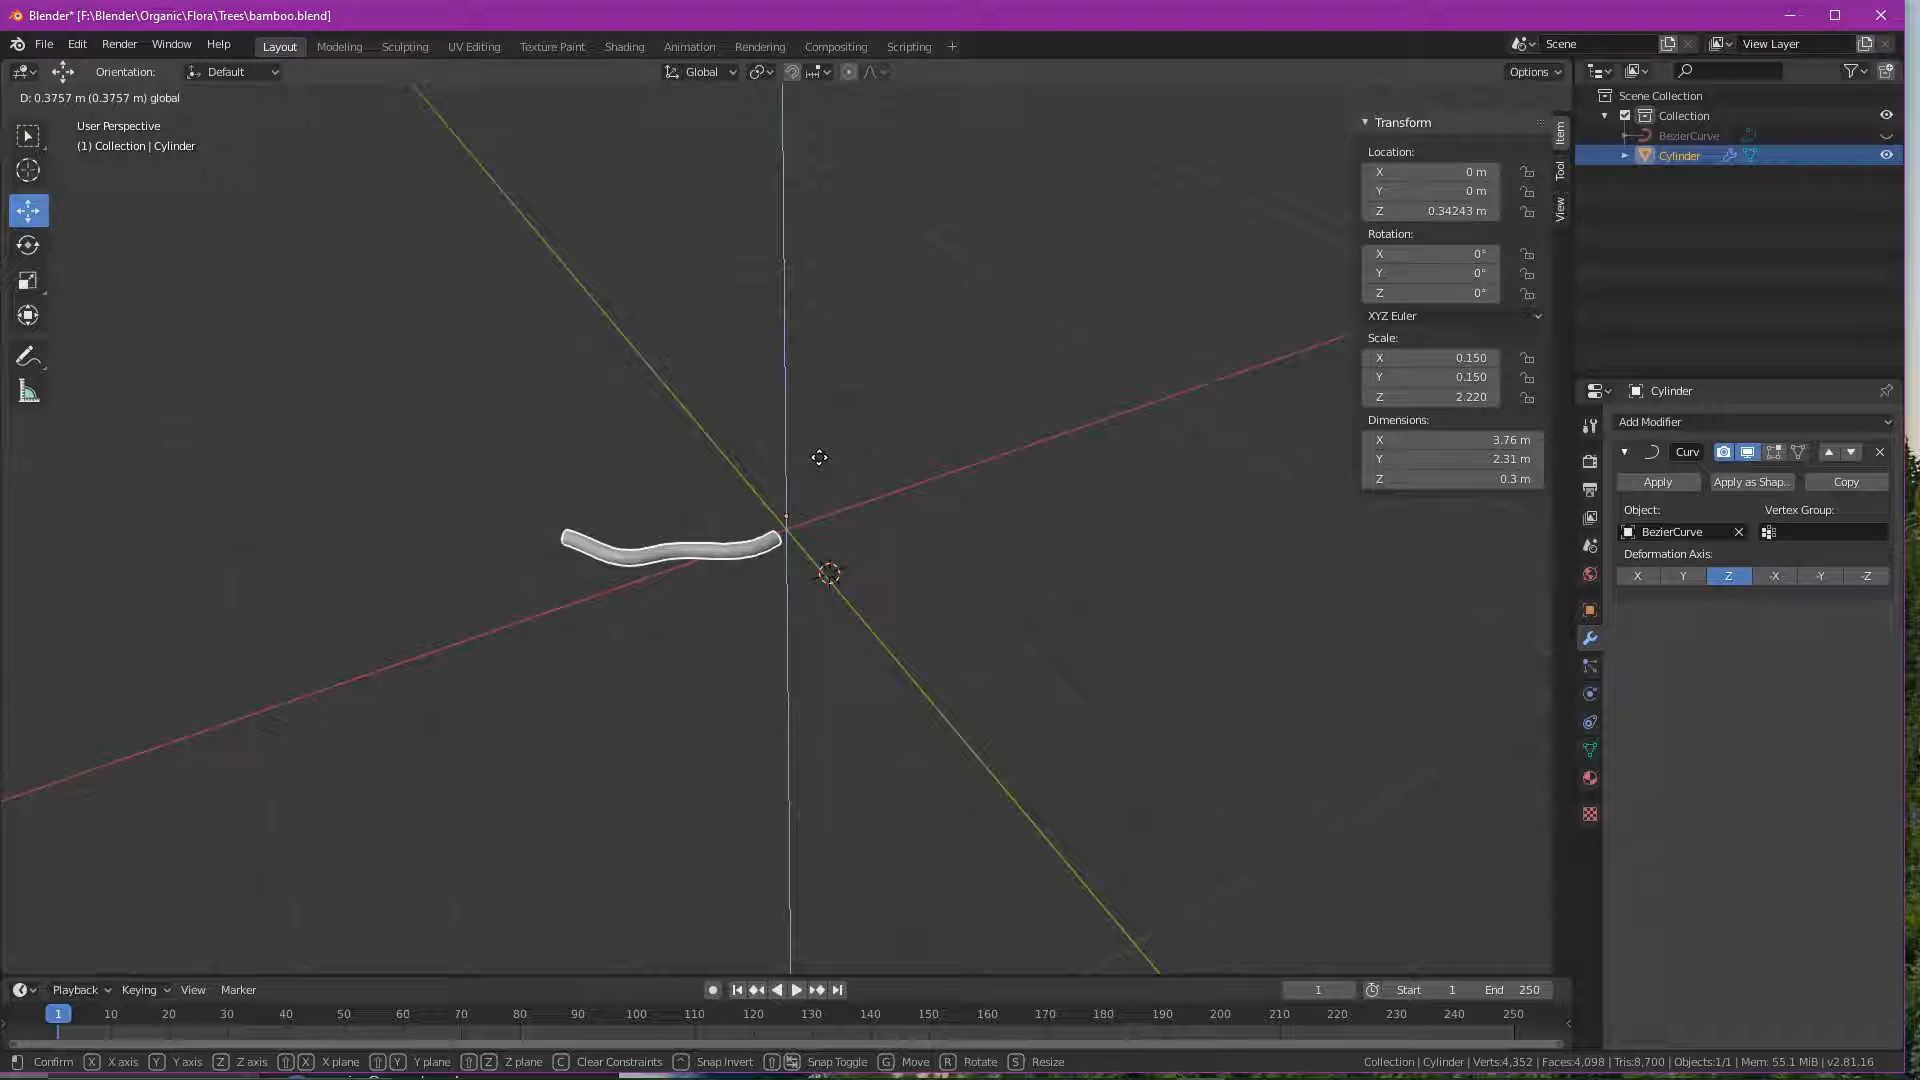 Blender* [F:\Blender\Organic\Flora\Trees\bamboo.blend]
File Edit Render Window Help Layout Modeling Sculpting UV Editing Texture Paint Shading Animation Rendering Compositing Scripting + Scene View Layer
Orientation: Default Global Options
D: 0.3757 m (0.3757 m) global
User Perspective
(1) Collection | Cylinder
Transform
Location:
X 0 m
Y 0 m
Z 0.34243 m
Rotation:
X 0°
Y 0°
Z 0°
XYZ Euler
Scale:
X 0.150
Y 0.150
Z 2.220
Dimensions:
X 3.76 m
Y 2.31 m
Z 0.3 m
Item
Tool
View
Scene Collection
Collection
BezierCurve
Cylinder
Cylinder
Add Modifier
Curv
Apply Apply as Shap.. Copy
Object: Vertex Group:
BezierCurve
Deformation Axis:
X Y Z -X -Y -Z
Playback Keying View Marker 1 Start 1 End 250
1 10 20 30 40 50 60 70 80 90 100 110 120 130 140 150 160 170 180 190 200 210 220 230 240 250
Confirm X X axis Y Y axis Z Z axis X X plane Y Y plane Z Z plane C Clear Constraints ^ Snap Invert Snap Toggle G Move R Rotate S Resize Collection | Cylinder | Verts:4,352 | Faces:4,098 | Tris:8,700 | Objects:1/1 | Mem: 55.1 MiB | v2.81.16